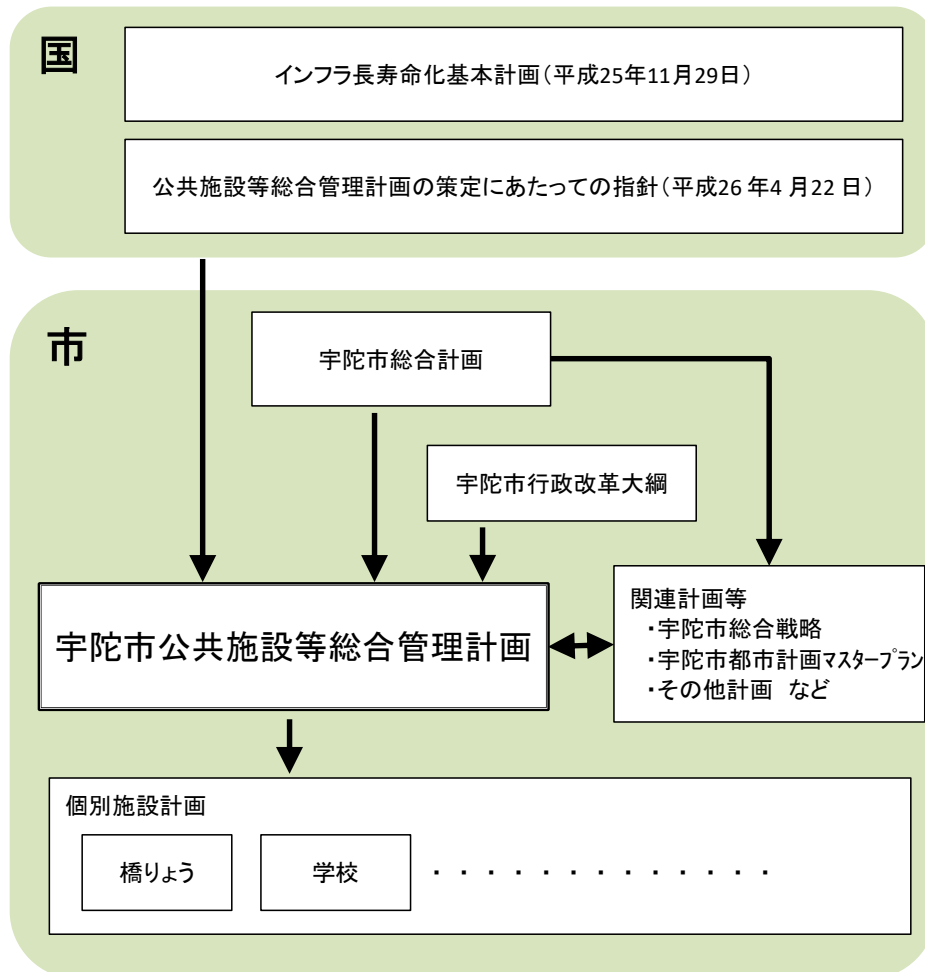 国
インフラ長寿命化基本計画（平成25年11月29日）
公共施設等総合管理計画の策定にあたっての指針（平成26年4月22日）
市
宇陀市総合計画
宇陀市行政改革大綱
宇陀市公共施設等総合管理計画
関連計画等
・宇陀市総合戦略
・宇陀市都市計画マスタープラン
・その他計画　など
個別施設計画
橋りょう
学校
・・・・・・・・・・・・・